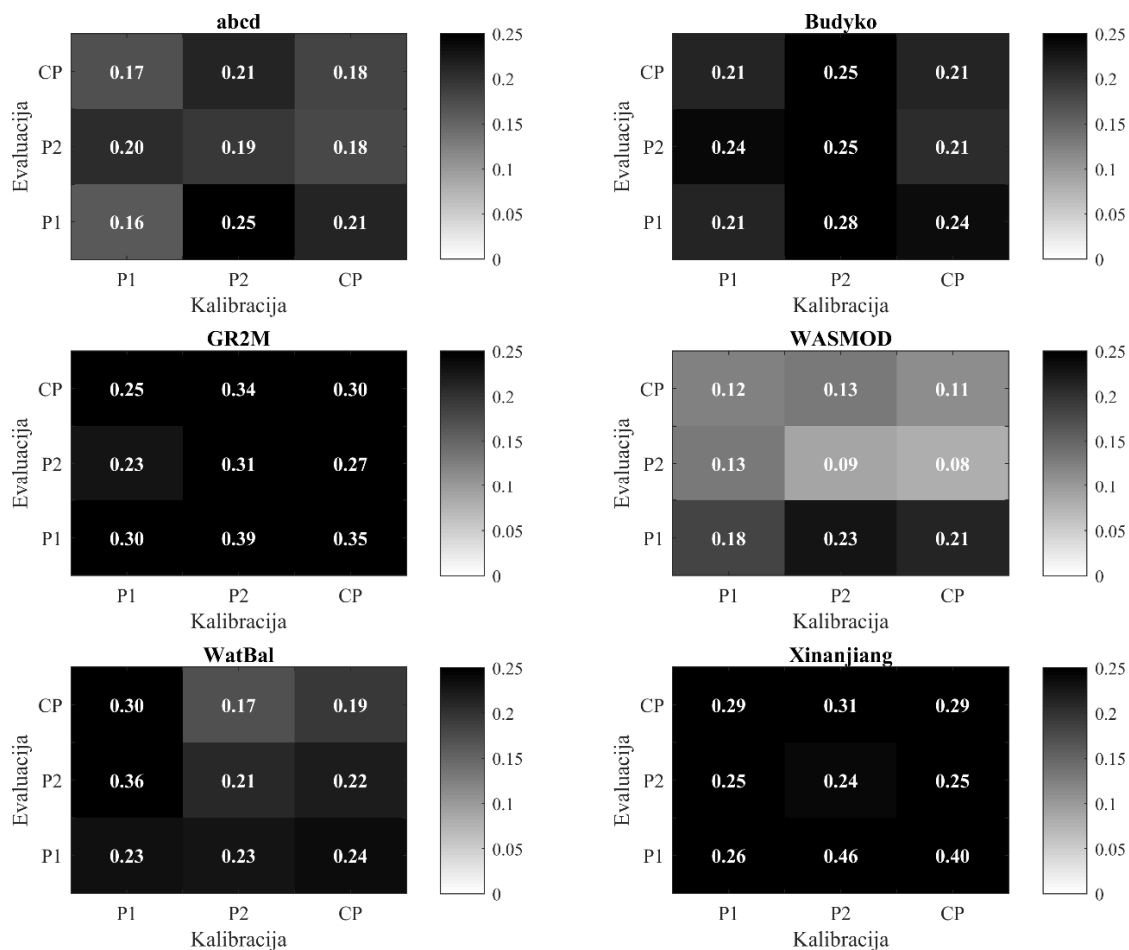 abcd
0.25
CP 0.17 0.21 0.18 0.2
Evaluacija
0.15
P2 0.20 0.19 0.18
0.1
P1 0.16 0.25 0.21 0.05
0
P1 P2 CP
Kalibracija
Budyko
0.25
CP 0.21 0.25 0.21 0.2
Evaluacija
0.15
P2 0.24 0.25 0.21
0.1
P1 0.21 0.28 0.24 0.05
0
P1 P2 CP
Kalibracija
GR2M
0.25
CP 0.25 0.34 0.30 0.2
Evaluacija
0.15
P2 0.23 0.31 0.27
0.1
P1 0.30 0.39 0.35 0.05
0
P1 P2 CP
Kalibracija
WASMOD
0.25
CP 0.12 0.13 0.11 0.2
Evaluacija
0.15
P2 0.13 0.09 0.08
0.1
P1 0.18 0.23 0.21 0.05
0
P1 P2 CP
Kalibracija
WatBal
0.25
CP 0.30 0.17 0.19 0.2
Evaluacija
0.15
P2 0.36 0.21 0.22
0.1
P1 0.23 0.23 0.24 0.05
0
P1 P2 CP
Kalibracija
Xinanjiang
0.25
CP 0.29 0.31 0.29 0.2
Evaluacija
0.15
P2 0.25 0.24 0.25
0.1
P1 0.26 0.46 0.40 0.05
0
P1 P2 CP
Kalibracija